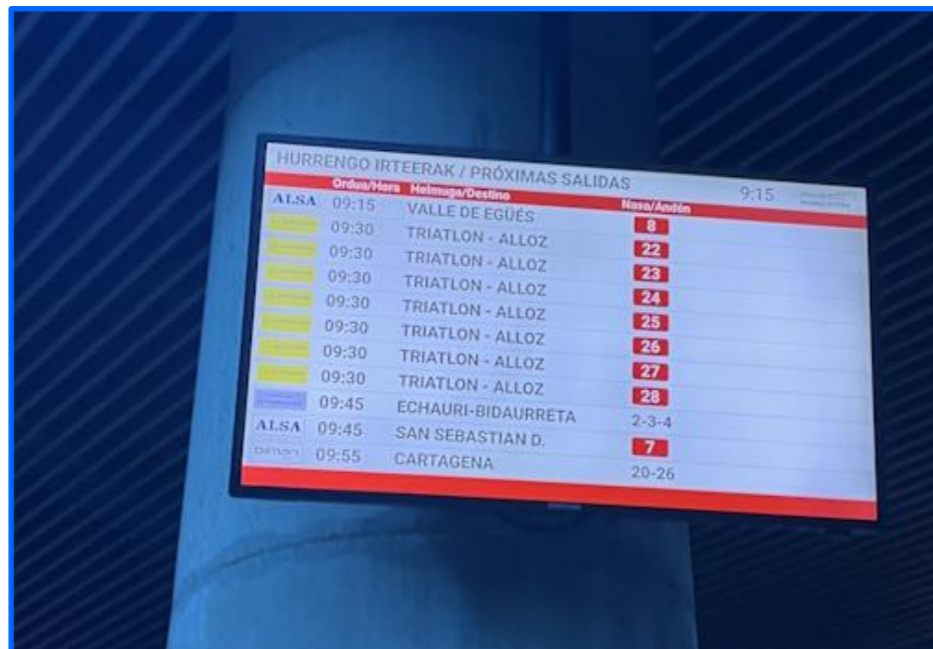 HURRENGO IRTEERAK / PRÓXIMAS SALIDAS 9:15
Ordua/Hora Helmuga/Destino Nasa/Andén
ALSA 09:15 VALLE DE EGÜÉS 8
09:30 TRIATLON - ALLOZ 22
09:30 TRIATLON - ALLOZ 23
09:30 TRIATLON - ALLOZ 24
09:30 TRIATLON - ALLOZ 25
09:30 TRIATLON - ALLOZ 26
09:30 TRIATLON - ALLOZ 27
09:30 TRIATLON - ALLOZ 28
09:45 ECHAURI-BIDAURRETA 2-3-4
ALSA 09:45 SAN SEBASTIAN D. 7
09:55 CARTAGENA 20-26